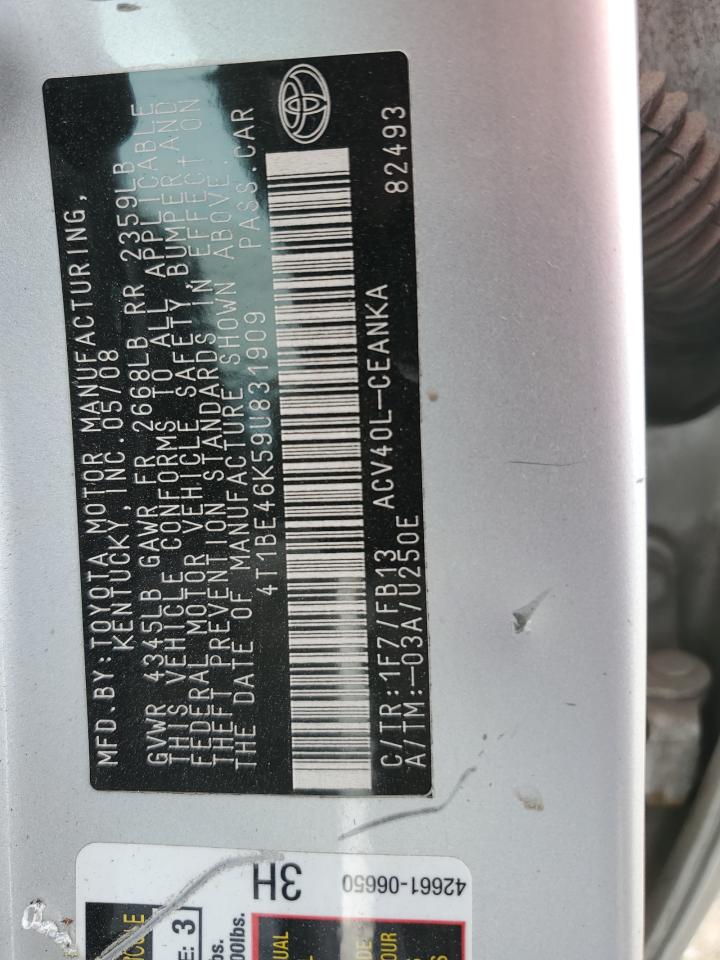 MFD.BY:TOYOTA MOTOR MANUFACTURING,
KENTUCKY, INC.05/08
GVWR 4345LB GAWR FR 2668LB RR 2359LB
THIS VEHICLE CONFORMS TO ALL APPLICABLE
FEDERAL MOTOR VEHICLE SAFETY, BUMPER, AND
THEFT PREVENTION STANDARDS IN EFFECT ON
THE DATE OF MANUFACTURE SHOWN ABOVE.
4T1BE46K59U831909 PASS.CAR
C/TR:1F7/FB13 ACV40L-CEANKA
A/TM:-03A/U250E 82493
3H
42661-06650
E: 3